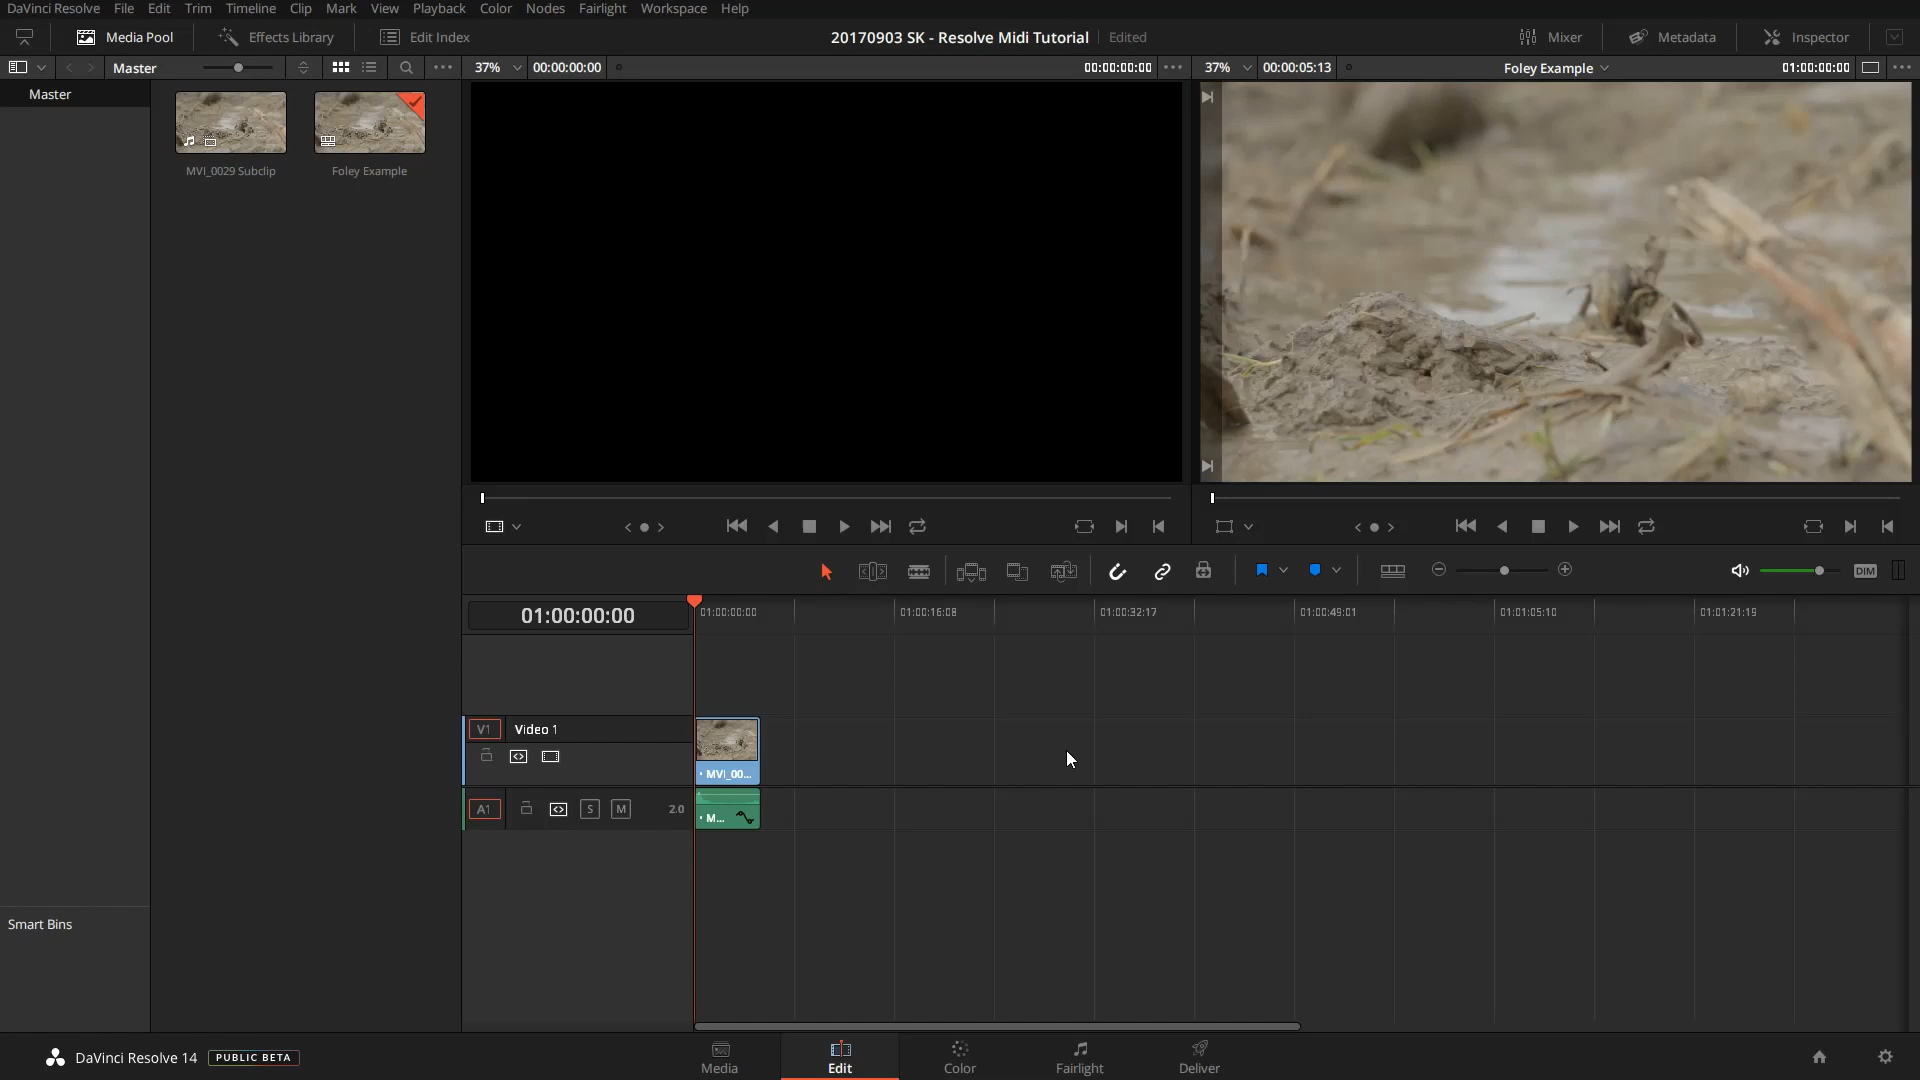 DaVinci Resolve File Edit Trim Timeline Clip Mark View Playback Color Nodes Fairlight Workspace Help
Media Pool Effects Library Edit Index 20170903 SK - Resolve Midi Tutorial Edited Mixer Metadata Inspector
Master 37% 00:00:00:00 00:00:00:00 37% 00:00:05:13 Foley Example 01:00:00:00
Master
MVI_0029 Subclip Foley Example
DIM
01:00:00:00 01:00:00:00 01:00:16:08 01:00:32:17 01:00:49:01 01:01:05:10 01:01:21:19
V1 Video 1
MVI_00...
A1 S M 2.0
M...
Smart Bins
DaVinci Resolve 14 PUBLIC BETA
Media Edit Color Fairlight Deliver